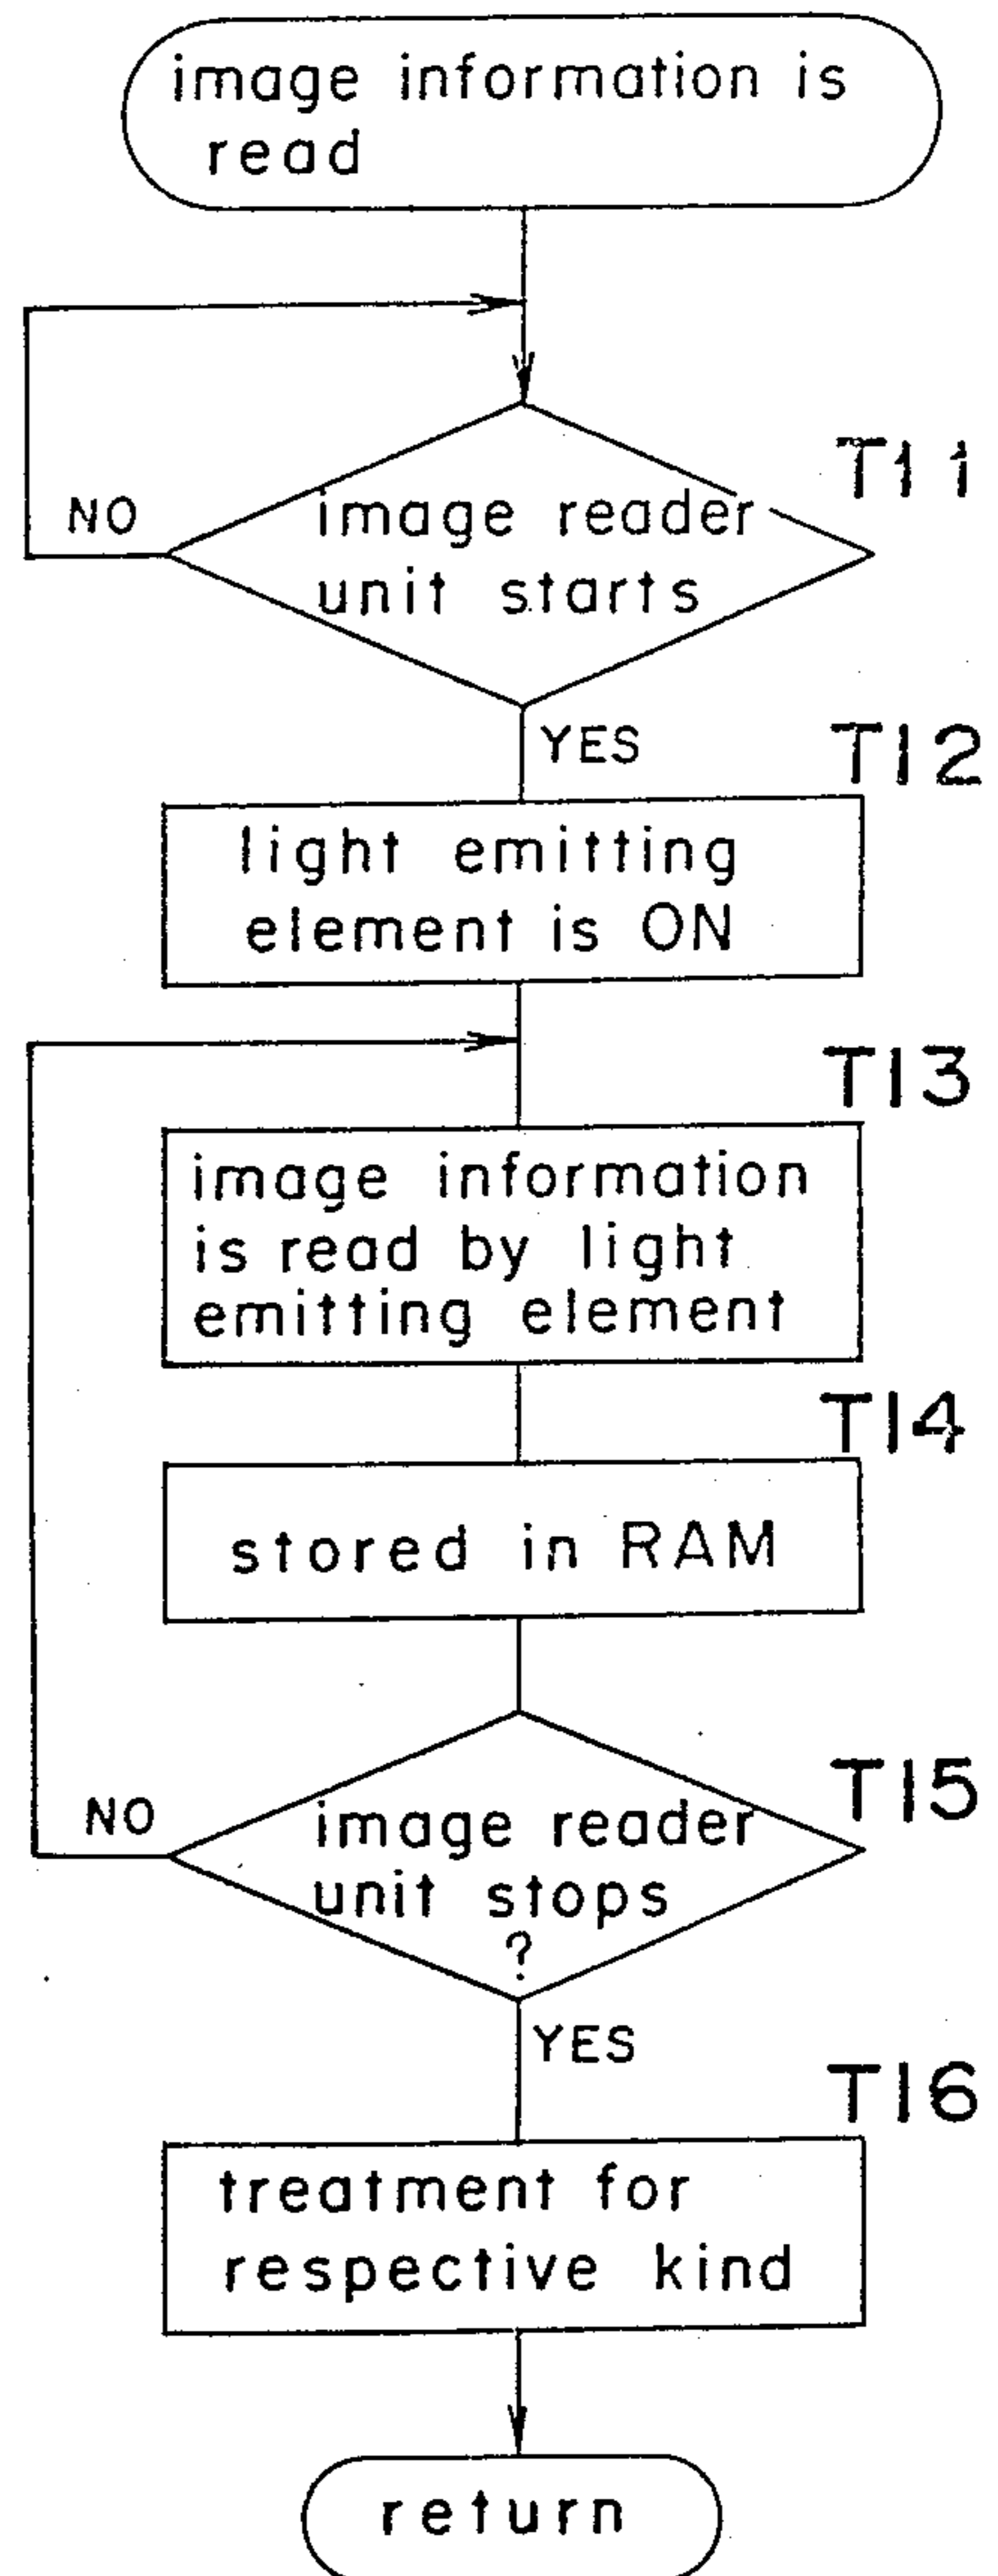 image information is
read
T11
NO
image reader
unit starts
YES
T12
light emitting
element is ON
T13
image information
is read by light
emitting element
T14
stored in RAM
T15
NO
image reader
unit stops
?
YES
T16
treatment for
respective kind
return